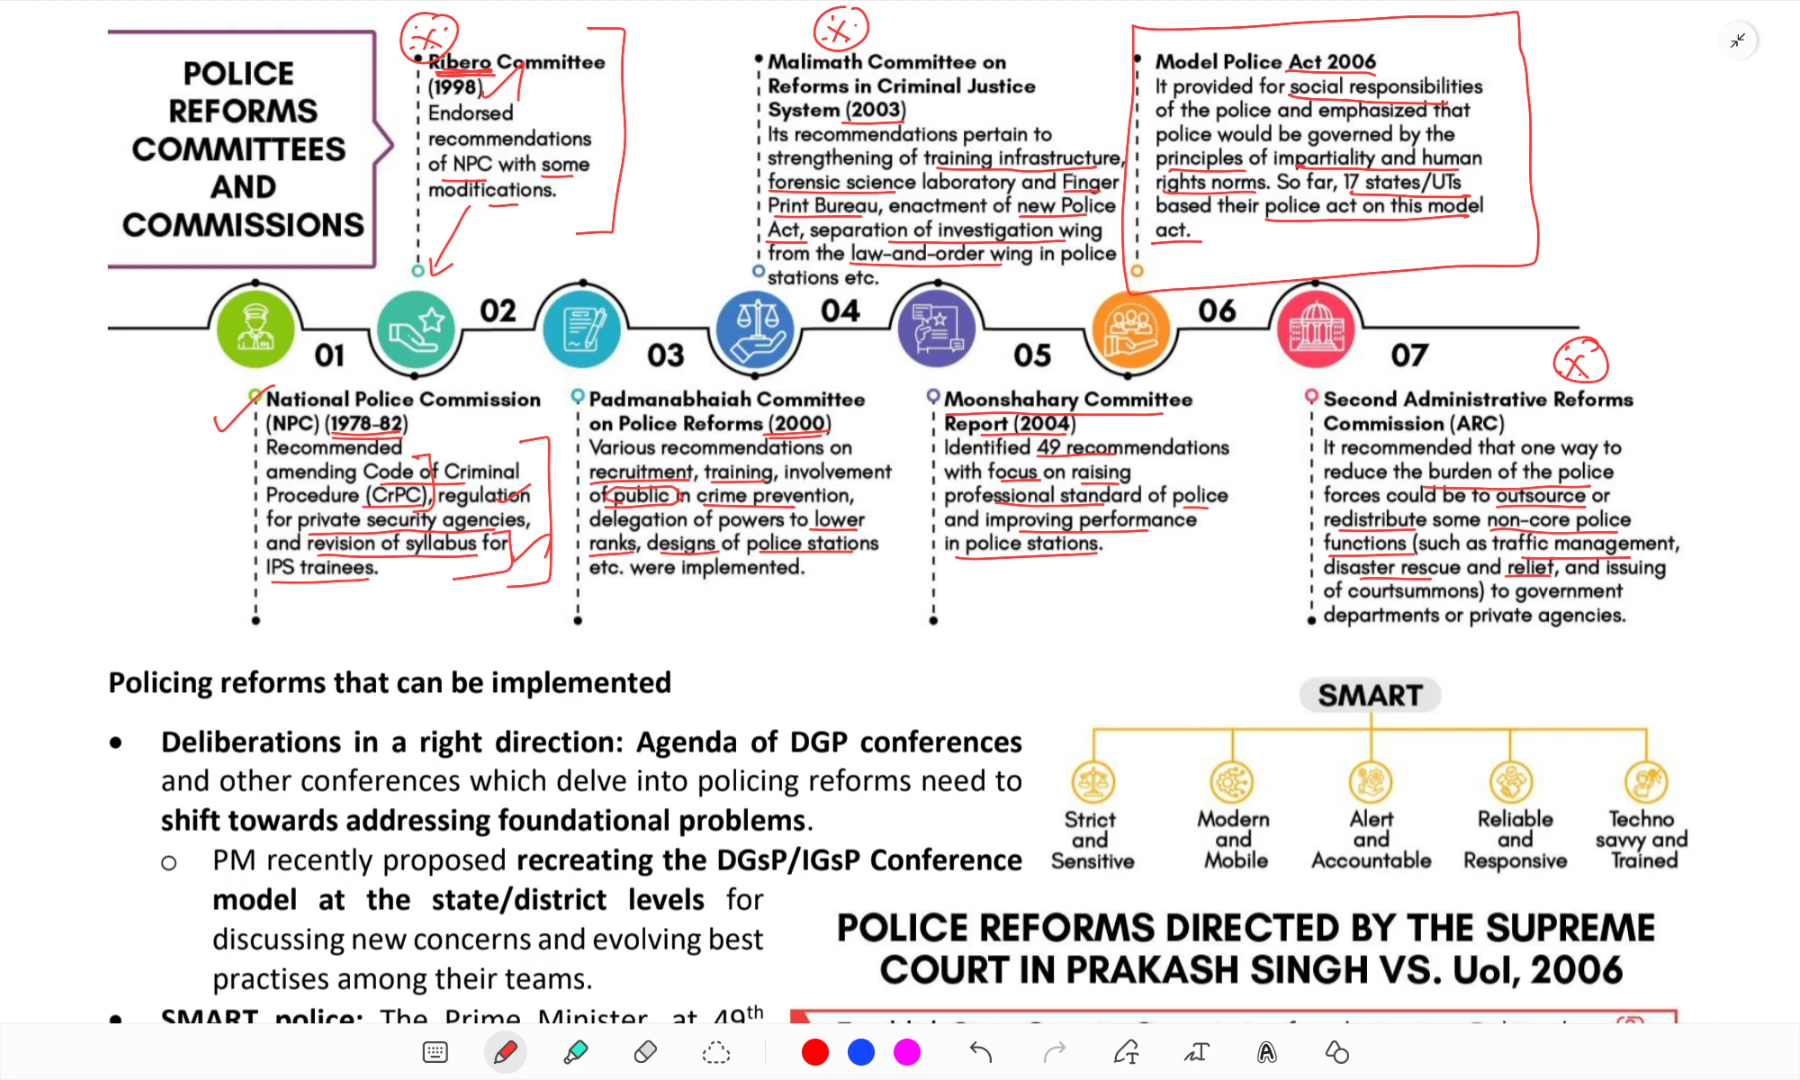 POLICE
REFORMS
COMMITTEES
AND
COMMISSIONS
Ribero Committee
(1998)
Endorsed
recommendations
of NPC with some
modifications.
Malimath Committee on
Reforms in Criminal Justice
System (2003)
Its recommendations pertain to
strengthening of training infrastructure,
forensic science laboratory and Finger
Print Bureau, enactment of new Police
Act, separation of investigation wing
from the law-and-order wing in police
stations etc.
Model Police Act 2006
It provided for social responsibilities
of the police and emphasized that
police would be governed by the
principles of impartiality and human
rights norms. So far, 17 states/UTs
based their police act on this model
act.
01
02
03
04
05
06
07
National Police Commission
(NPC) (1978-82)
Recommended
amending Code of Criminal
Procedure (CrPC), regulation
for private security agencies,
and revision of syllabus for
IPS trainees.
Padmanabhaiah Committee
on Police Reforms (2000)
Various recommendations on
recruitment, training, involvement
of public in crime prevention,
delegation of powers to lower
ranks, designs of police stations
etc. were implemented.
Moonshahary Committee
Report (2004)
Identified 49 recommendations
with focus on raising
professional standard of police
and improving performance
in police stations.
Second Administrative Reforms
Commission (ARC)
It recommended that one way to
reduce the burden of the police
forces could be to outsource or
redistribute some non-core police
functions (such as traffic management,
disaster rescue and relief, and issuing
of courtsummons) to government
departments or private agencies.
Policing reforms that can be implemented
• Deliberations in a right direction: Agenda of DGP conferences
and other conferences which delve into policing reforms need to
shift towards addressing foundational problems.
o PM recently proposed recreating the DGsP/IGsP Conference
model at the state/district levels for
discussing new concerns and evolving best
practises among their teams.
• SMART police: The Prime Minister, at 49th
SMART
Strict
and
Sensitive
Modern
and
Mobile
Alert
and
Accountable
Reliable
and
Responsive
Techno
savvy and
Trained
POLICE REFORMS DIRECTED BY THE SUPREME
COURT IN PRAKASH SINGH VS. UoI, 2006